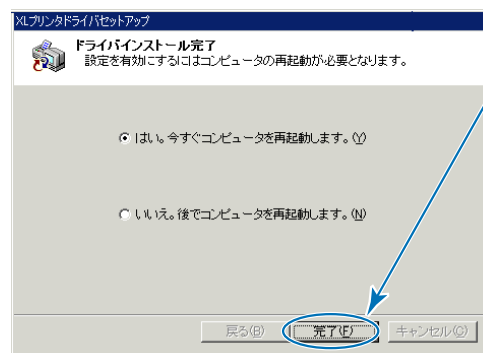 XLプリンタドライバセットアップ
ドライバインストール完了
設定を有効にするにはコンピュータの再起動が必要となります。
はい。今すぐコンピュータを再起動します。(Y)
いいえ。後でコンピュータを再起動します。(N)
戻る(B) 完了(F) キャンセル(C)